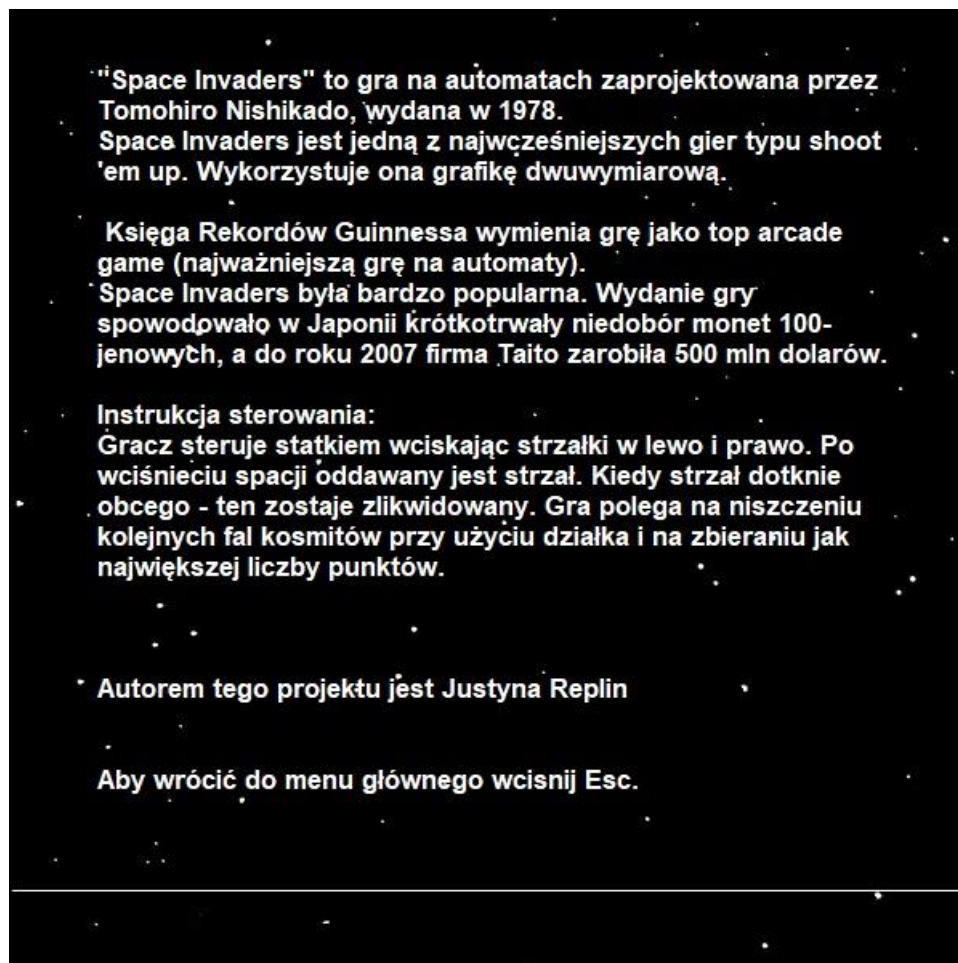 "Space Invaders" to gra na automatach zaprojektowana przez
Tomohiro Nishikado, wydana w 1978.
Space Invaders jest jedną z najwcześniejszych gier typu shoot
'em up. Wykorzystuje ona grafikę dwuwymiarową.
Księga Rekordów Guinnessa wymienia grę jako top arcade
game (najważniejszą grę na automaty).
Space Invaders była bardzo popularna. Wydanie gry
spowodowało w Japonii krótkotrwały niedobór monet 100-
jenowych, a do roku 2007 firma Taito zarobiła 500 mln dolarów.
Instrukcja sterowania:
Gracz steruje statkiem wciskając strzałki w lewo i prawo. Po
wciśnieciu spacji oddawany jest strzał. Kiedy strzał dotknie
obcego - ten zostaje zlikwidowany. Gra polega na niszczeniu
kolejnych fal kosmitów przy użyciu działka i na zbieraniu jak
największej liczby punktów.
Autorem tego projektu jest Justyna Replin
Aby wrócić do menu głównego wcisnij Esc.